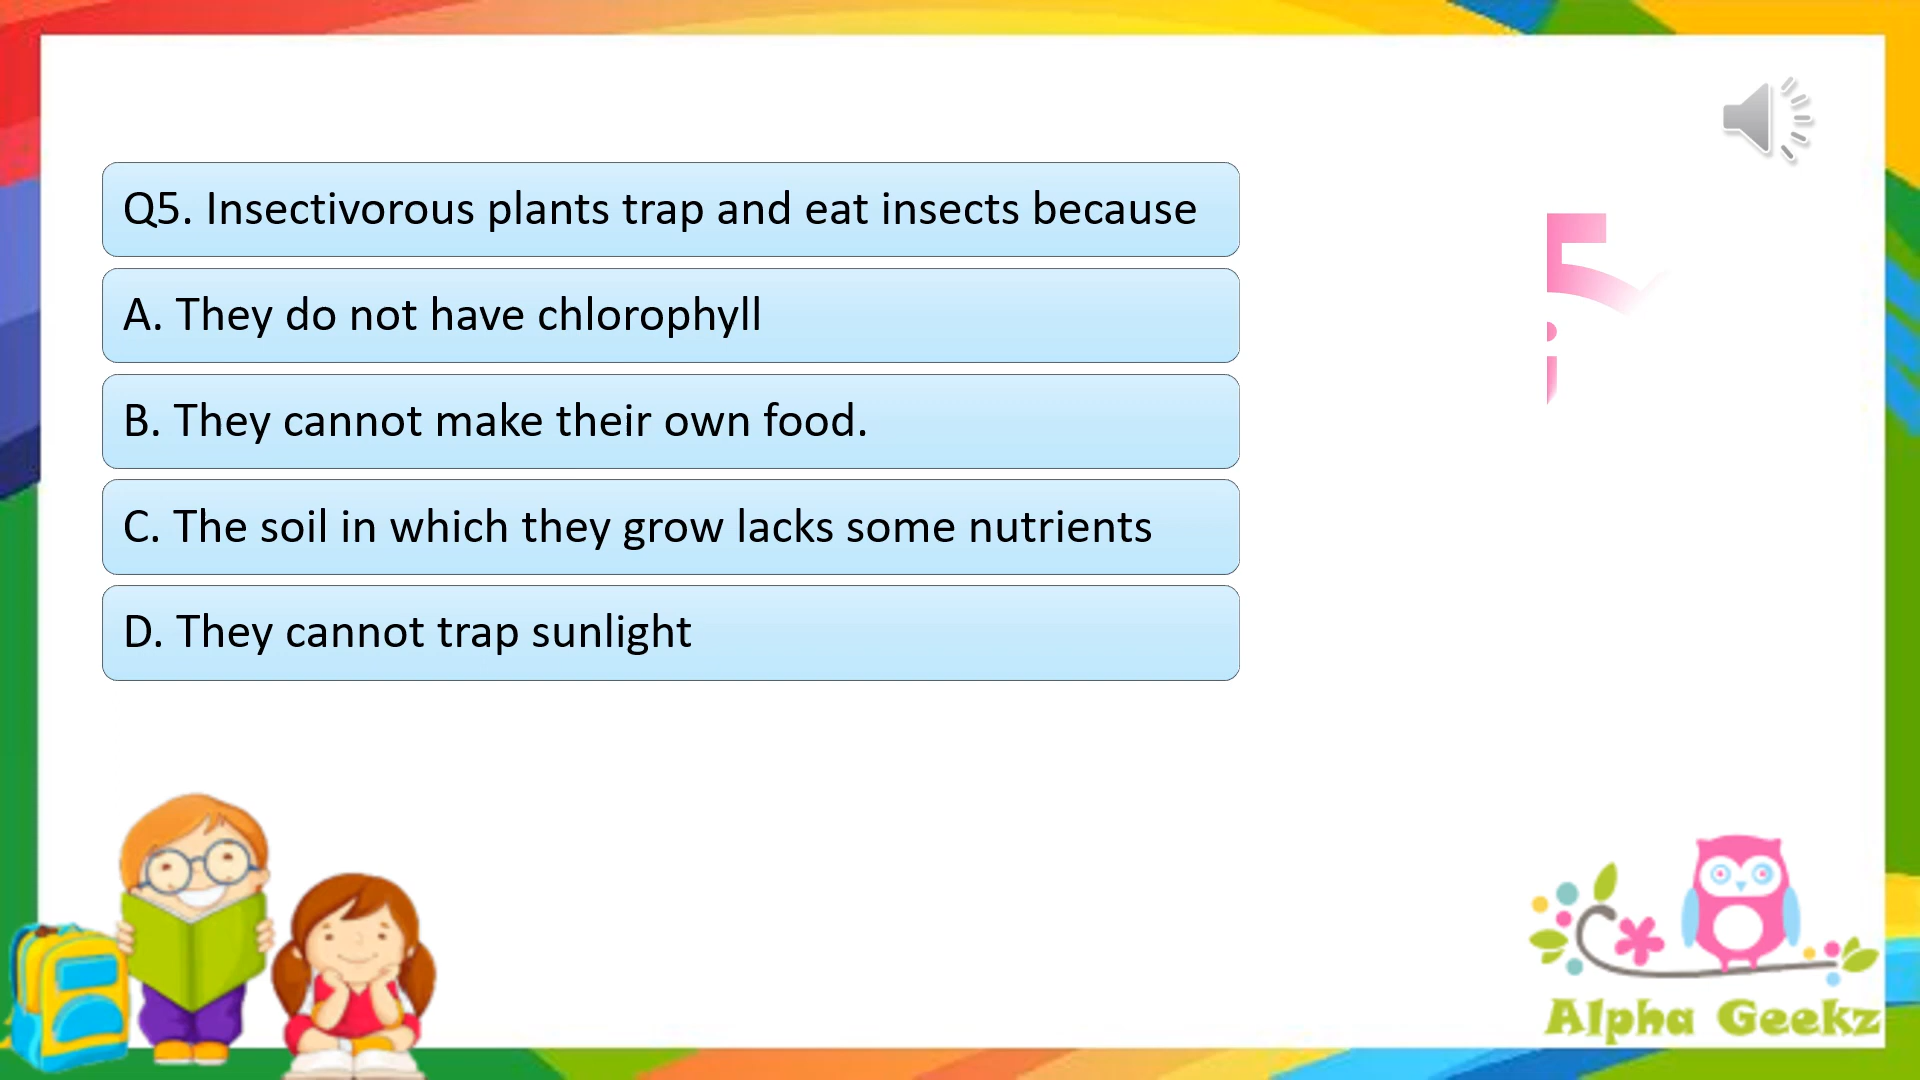 Q5. Insectivorous plants trap and eat insects because
A. They do not have chlorophyll
B. They cannot make their own food.
C. The soil in which they grow lacks some nutrients
D. They cannot trap sunlight
Alpha Geekz